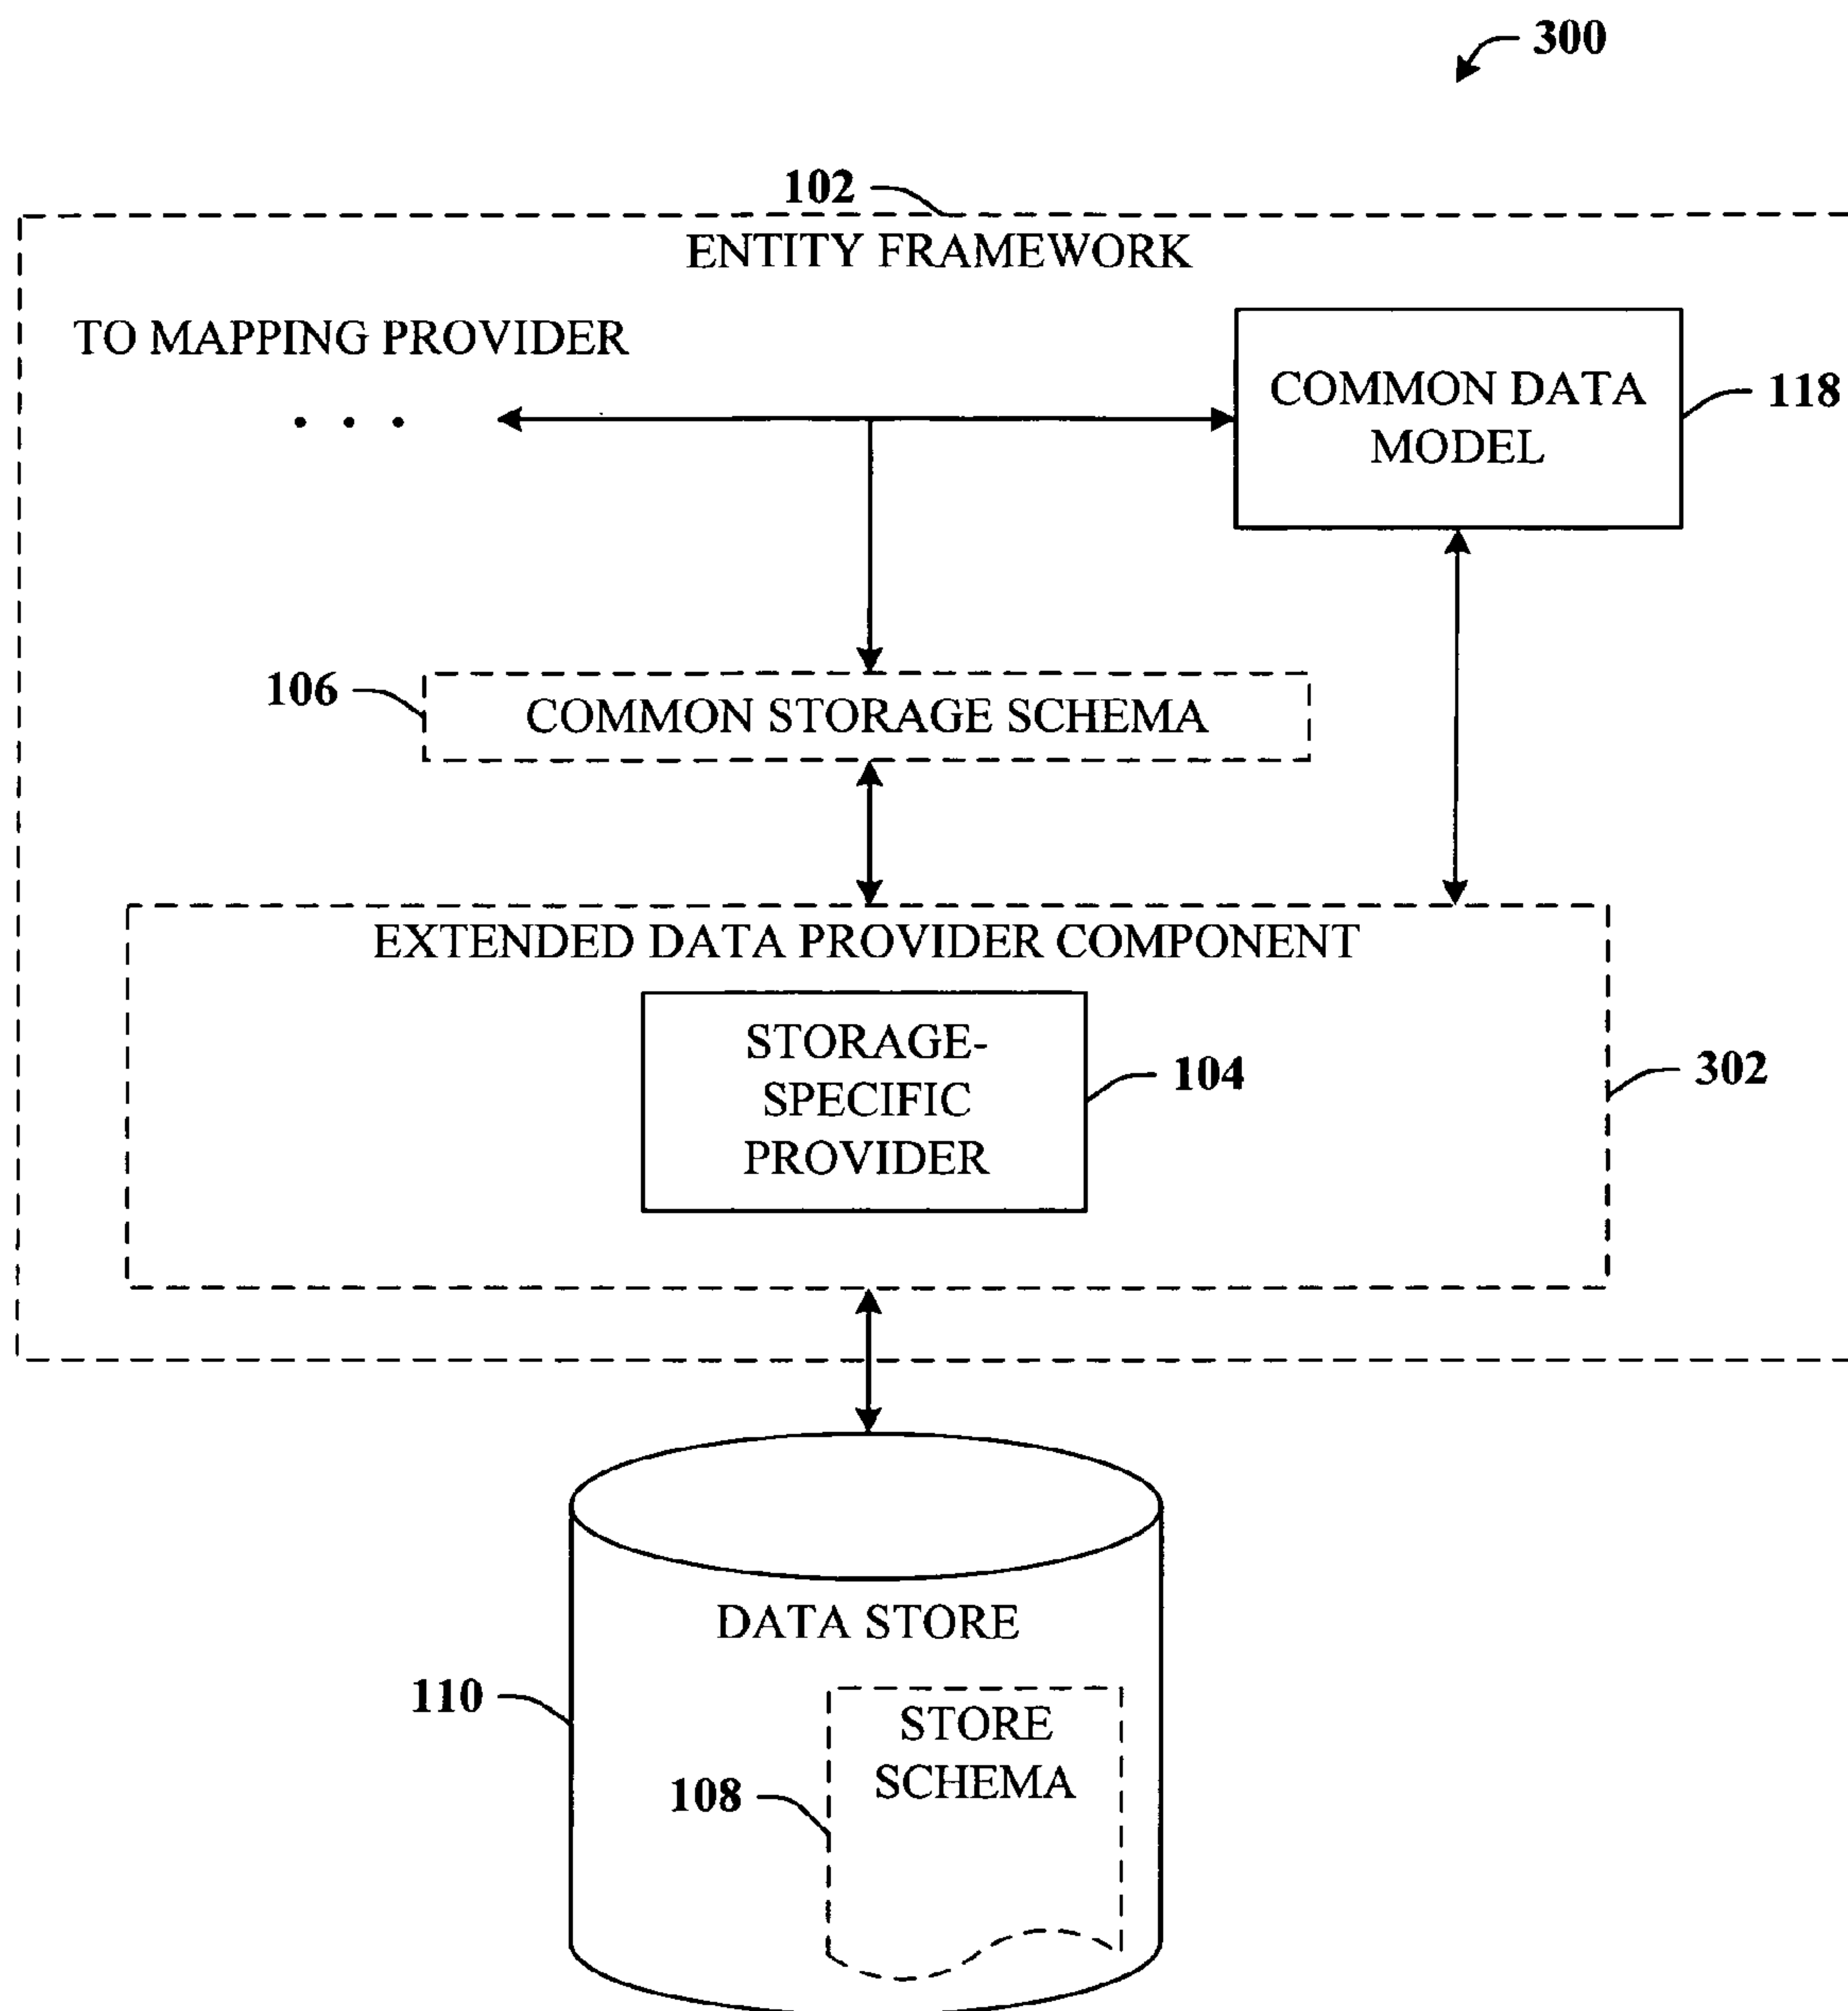 300
102
ENTITY FRAMEWORK
TO MAPPING PROVIDER
. . .
COMMON DATA
MODEL
118
106
COMMON STORAGE SCHEMA
EXTENDED DATA PROVIDER COMPONENT
STORAGE-
SPECIFIC
PROVIDER
104
302
DATA STORE
110
STORE
SCHEMA
108